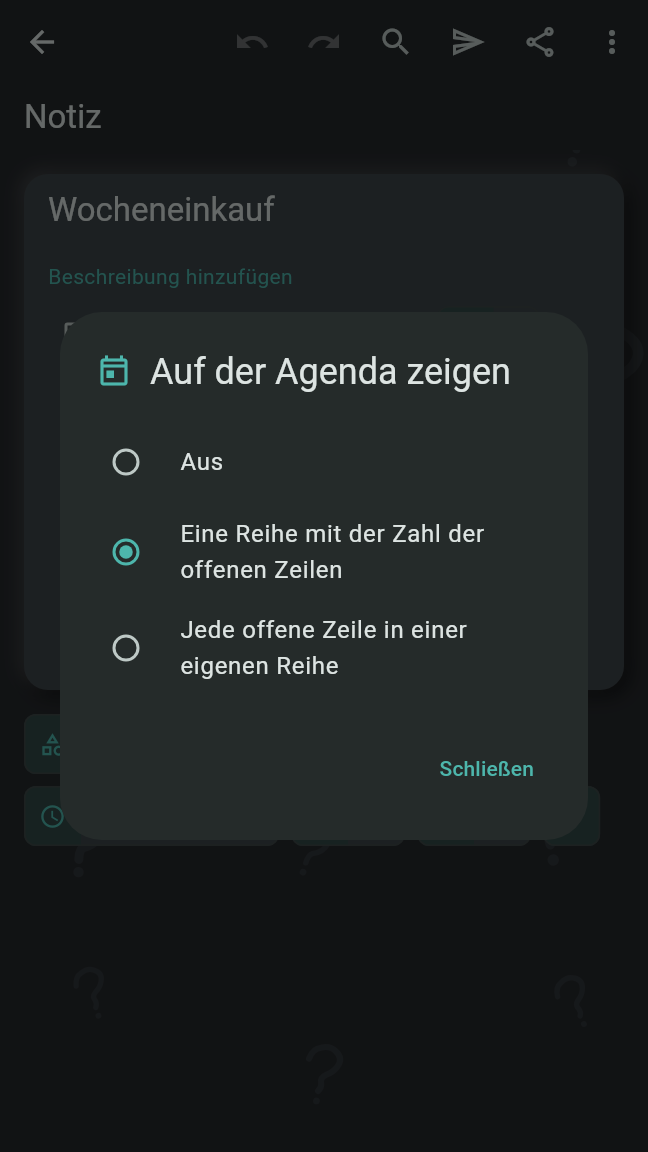 Notiz
Wocheneinkauf
Beschreibung hinzufügen
Auf der Agenda zeigen
Aus
Eine Reihe mit der Zahl der
offenen Zeilen
Jede offene Zeile in einer
eigenen Reihe
Schließen